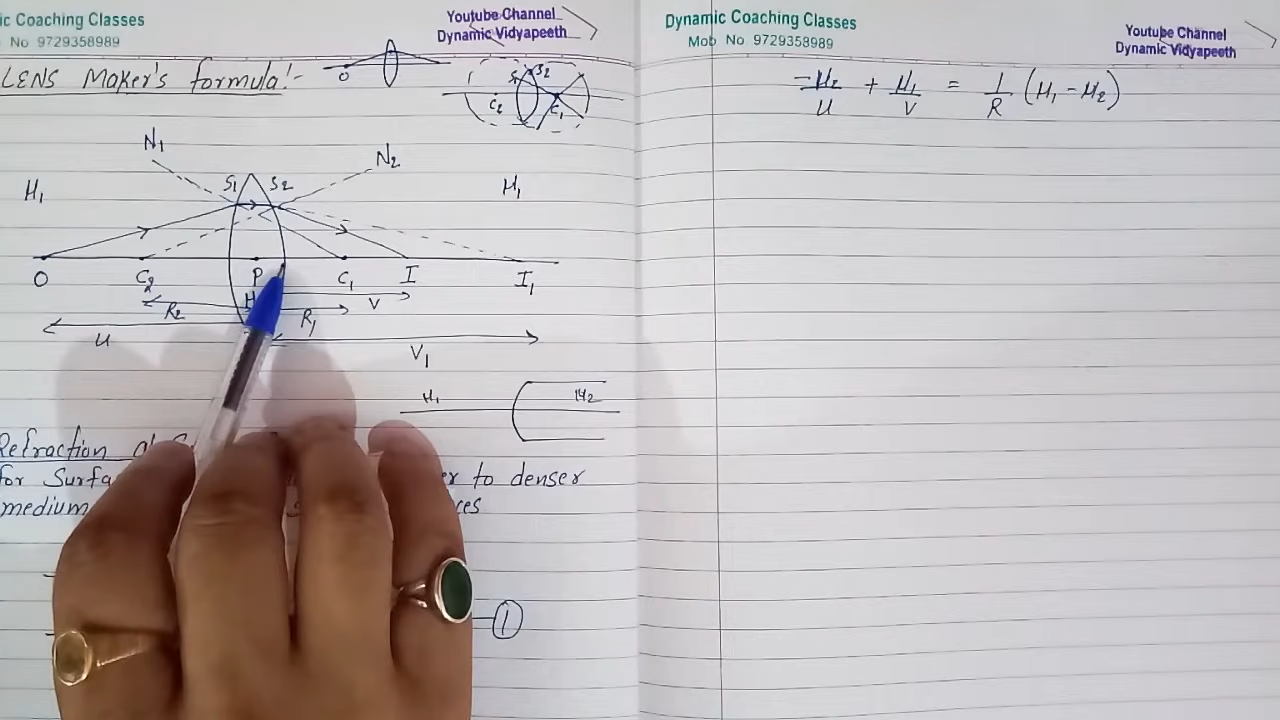 ic Coaching Classes
No 9729358989
Youtube Channel
Dynamic Vidyapeeth
LENS Maker's formula:-
O
S1 S2
C2 C1
N1
N2
μ1
S1 S2
μ1
O C2 P C1 I I1
R2 R1 V
u
V1
μ1 μ2
Refraction
for Surfa to denser
medium
1
Dynamic Coaching Classes
Mob No 9729358989
Youtube Channel
Dynamic Vidyapeeth
-μ2/u + μ1/v = 1/R (μ1 - μ2)